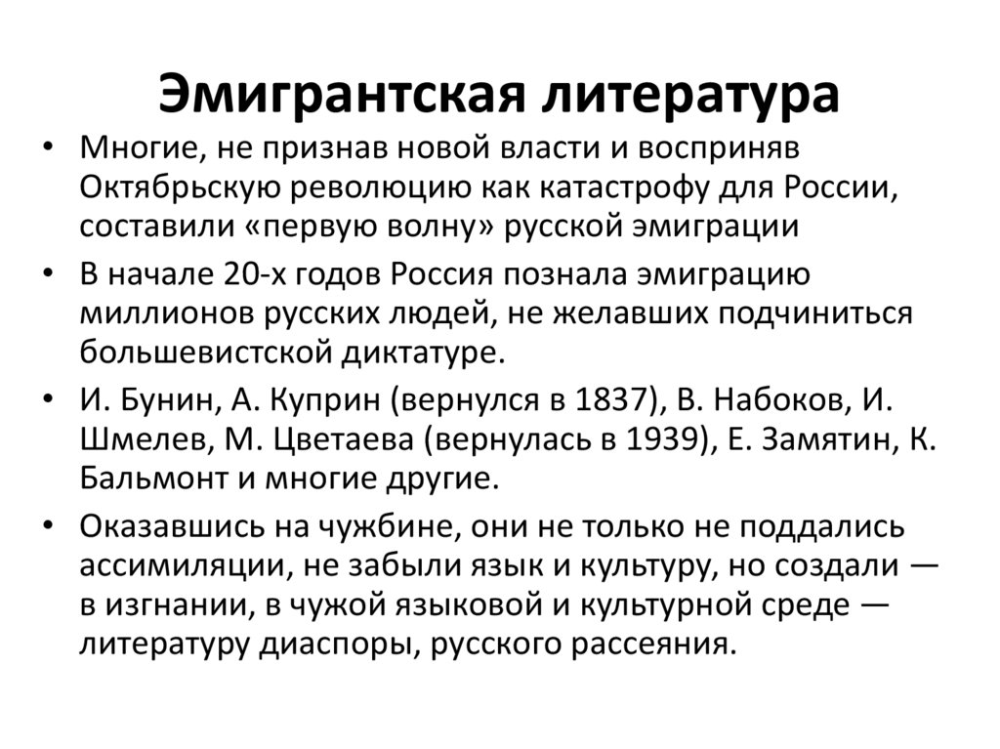 Эмигрантская литература
• Многие, не признав новой власти и восприняв
Октябрьскую революцию как катастрофу для России,
составили «первую волну» русской эмиграции
• В начале 20-х годов Россия познала эмиграцию
миллионов русских людей, не желавших подчиниться
большевистской диктатуре.
• И. Бунин, А. Куприн (вернулся в 1837), В. Набоков, И.
Шмелев, М. Цветаева (вернулась в 1939), Е. Замятин, К.
Бальмонт и многие другие.
• Оказавшись на чужбине, они не только не поддались
ассимиляции, не забыли язык и культуру, но создали —
в изгнании, в чужой языковой и культурной среде —
литературу диаспоры, русского рассеяния.